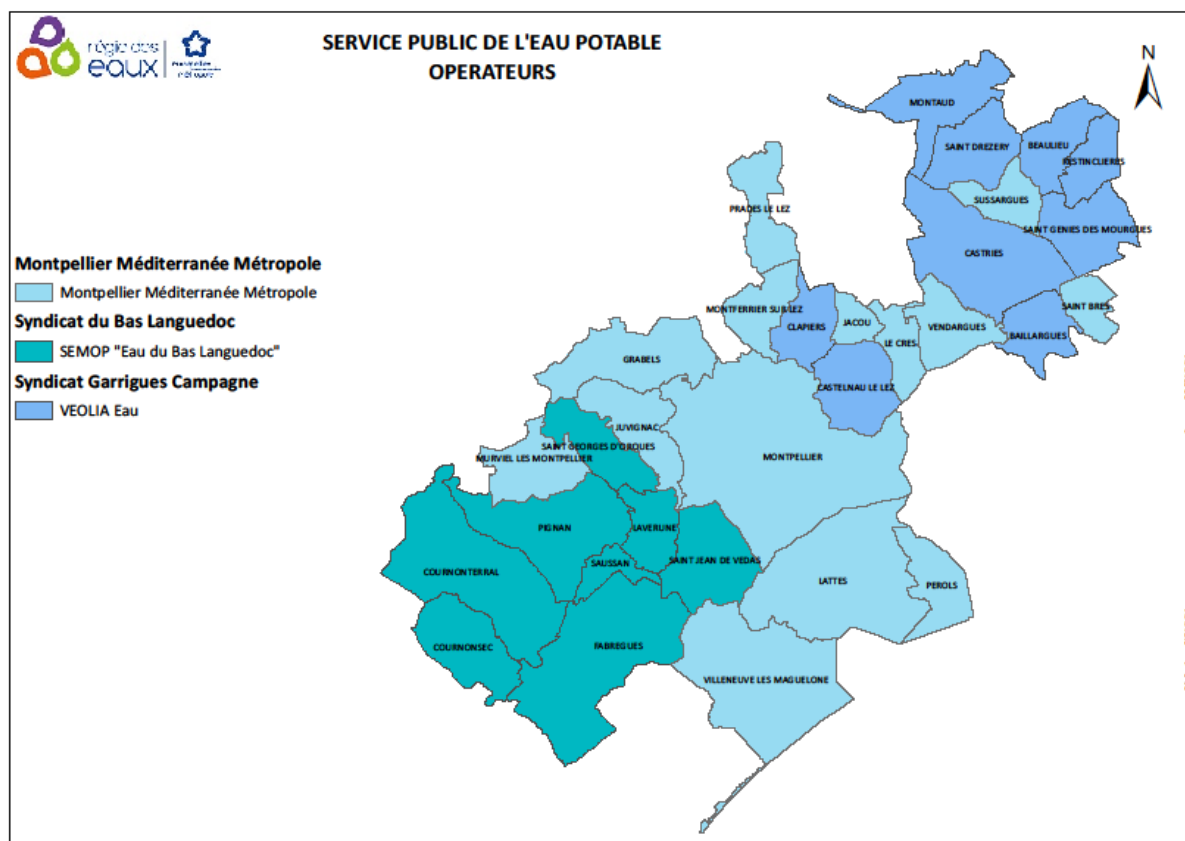 régie des
eaux
SERVICE PUBLIC DE L'EAU POTABLE
OPERATEURS
N
Montpellier Méditerranée Métropole
Montpellier Méditerranée Métropole
Syndicat du Bas Languedoc
SEMOP "Eau du Bas Languedoc"
Syndicat Garrigues Campagne
VEOLIA Eau
MONTAUD
SAINT DREZERY
BEAULIEU
RESTINCLIERES
SUSSARGUES
PRADES LE LEZ
SAINT GENIES DES MOURGUES
CASTRIES
MONTFERRIER SUR LEZ
SAINT BRES
CLAPIERS
JACOU
VENDARGUES
BAILLARGUES
LE CRES
GRABELS
CASTELNAU LE LEZ
JUVIGNAC
SAINT GEORGES D'ORQUES
MURVIEL LES MONTPELLIER
MONTPELLIER
PIGNAN
LAVERUNE
SAUSSAN
SAINT JEAN DE VEDAS
COURNONTERRAL
LATTES
PEROLS
COURNONSEC
FABREGUES
VILLENEUVE LES MAGUELONE